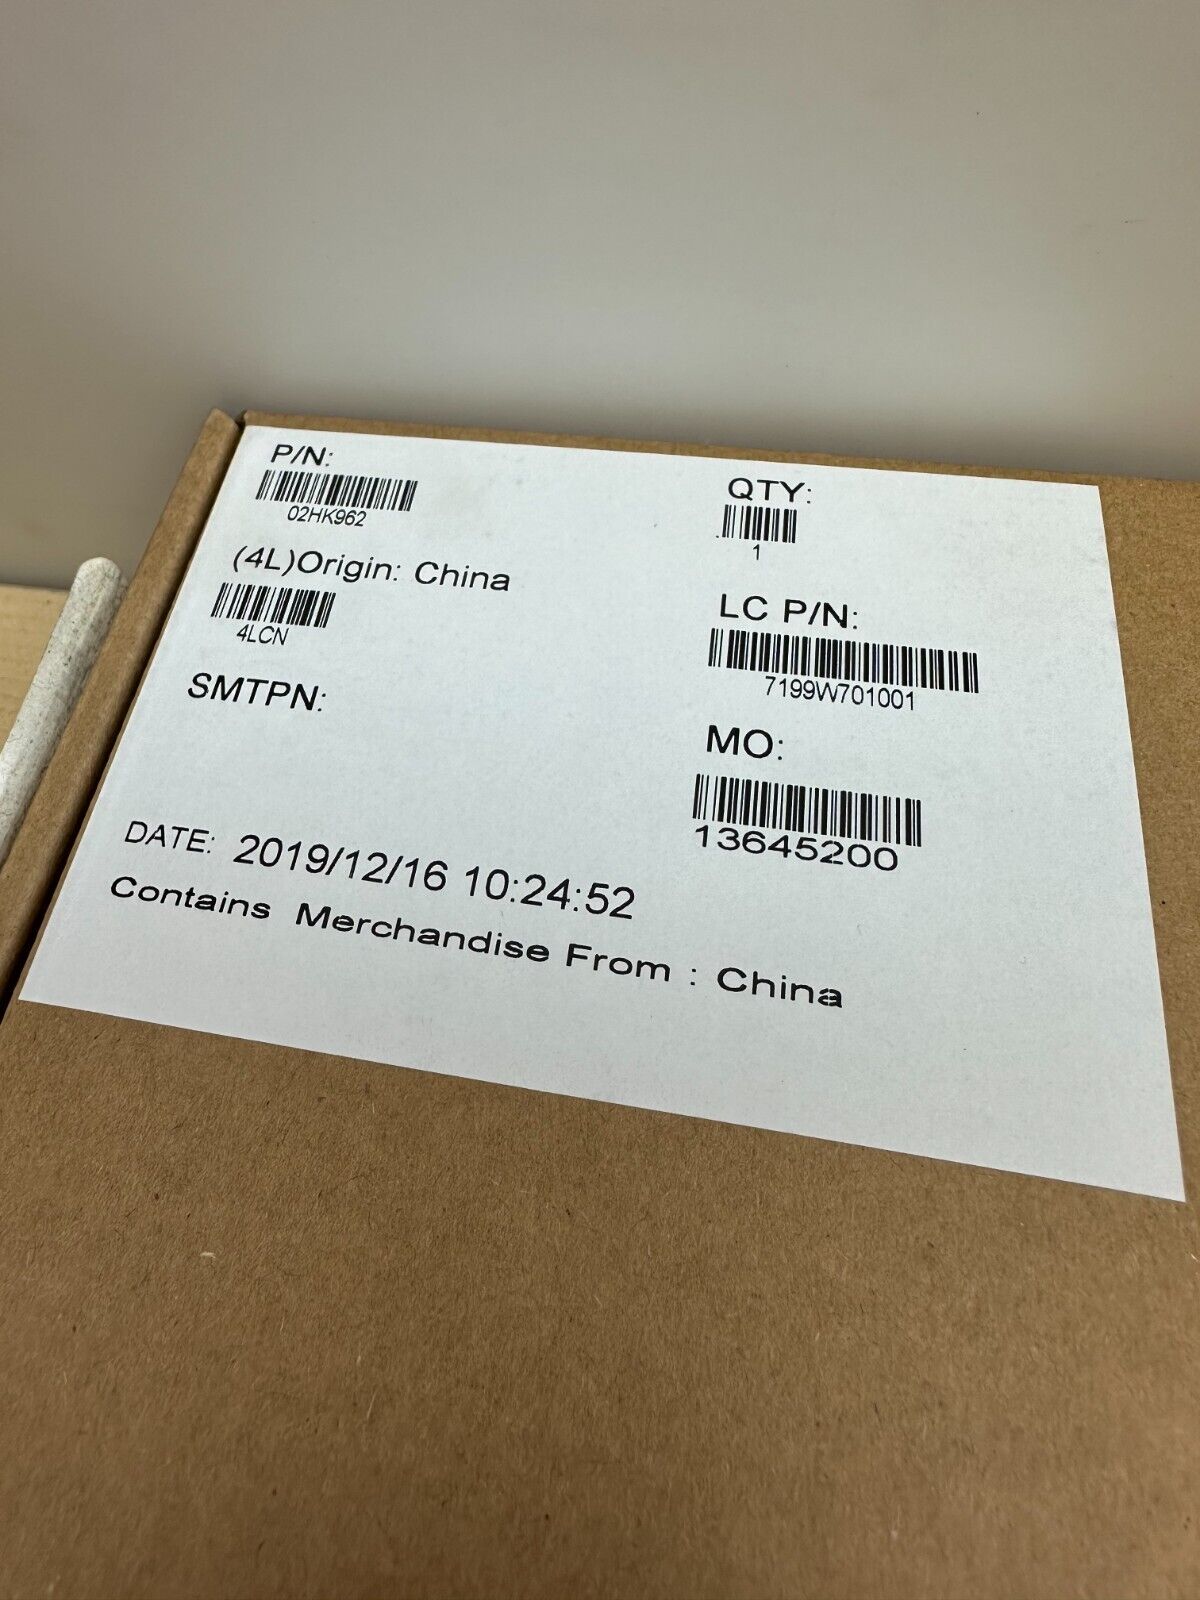 P/N:
02HK962
QTY:
1
(4L)Origin: China
4LCN
LC P/N:
7199W701001
SMTPN:
MO:
13645200
DATE: 2019/12/16 10:24:52
Contains Merchandise From : China